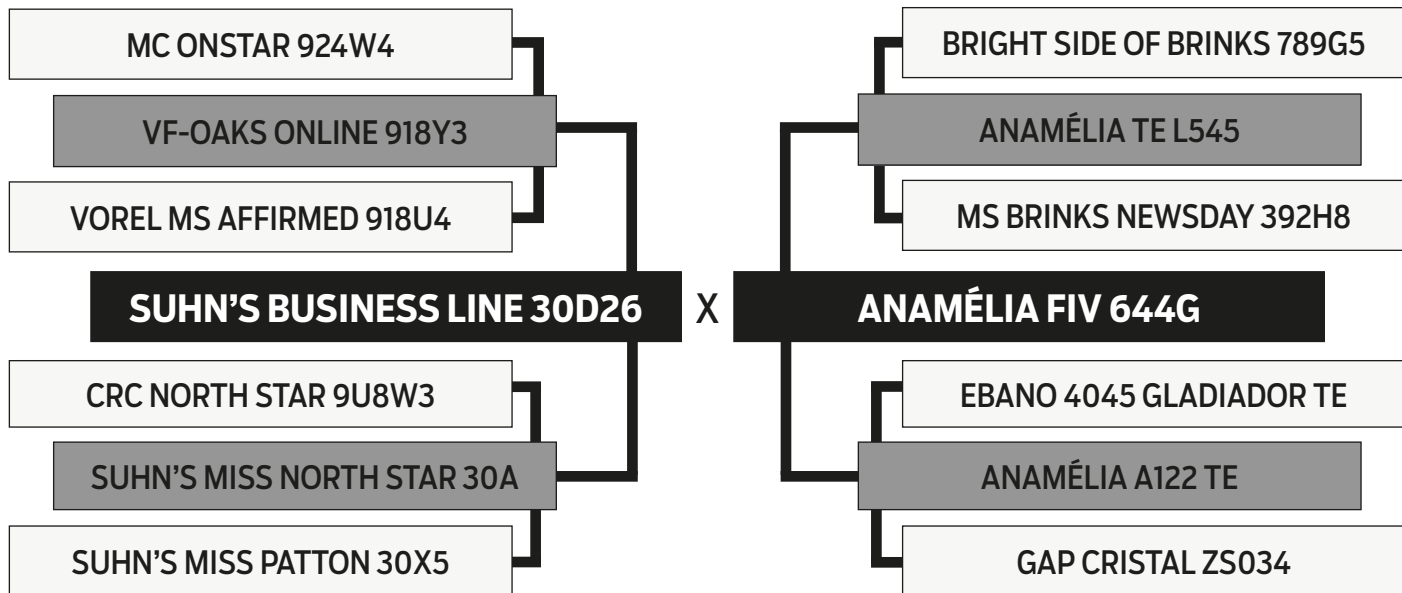 MC ONSTAR 924W4
VF-OAKS ONLINE 918Y3
VOREL MS AFFIRMED 918U4
SUHN'S BUSINESS LINE 30D26
CRC NORTH STAR 9U8W3
SUHN'S MISS NORTH STAR 30A
SUHN'S MISS PATTON 30X5
X
BRIGHT SIDE OF BRINKS 789G5
ANAMÉLIA TE L545
MS BRINKS NEWSDAY 392H8
ANAMÉLIA FIV 644G
EBANO 4045 GLADIADOR TE
ANAMÉLIA A122 TE
GAP CRISTAL ZS034